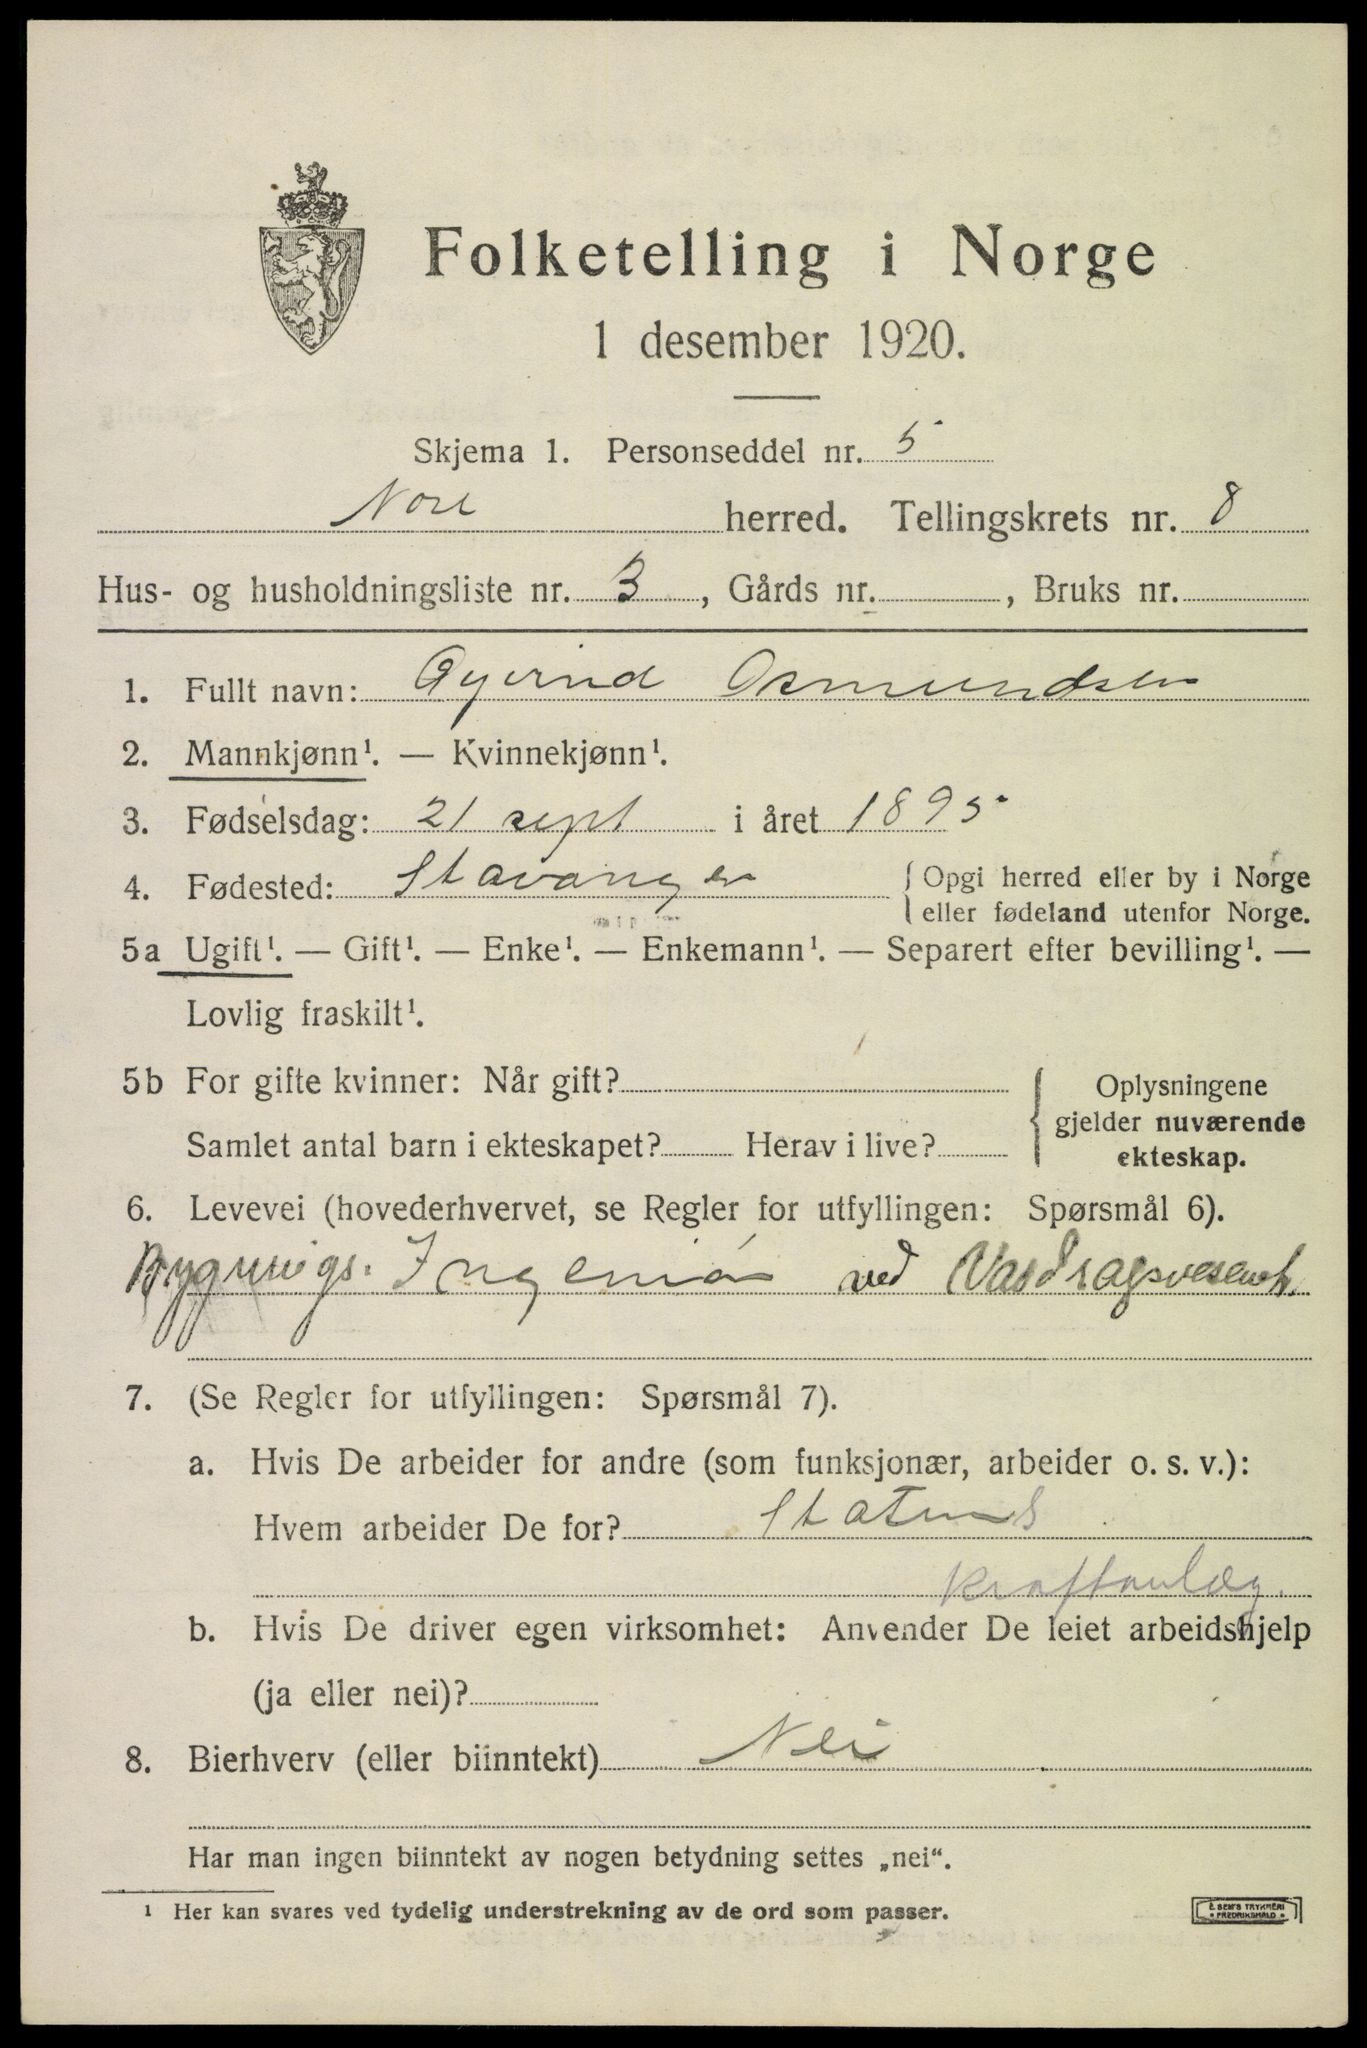 Folketelling i Norge
1 desember 1920.
Skjema 1. Personseddel nr. 5
Nore herred. Tellingskrets nr. 8
Hus- og husholdningsliste nr. 3, Gårds nr. , Bruks nr.
1. Fullt navn: Øyvind Osmundsen
2. Mannkjønn¹. — Kvinnekjønn¹.
3. Fødselsdag: 21 sept i året 1895
4. Fødested: Stavanger {Opgi herred eller by i Norge
eller fødeland utenfor Norge.
5a Ugift¹. — Gift¹. — Enke¹. — Enkemann¹. — Separert efter bevilling¹. —
Lovlig fraskilt¹.
5b For gifte kvinner: Når gift? {Oplysningene
gjelder nuværende
Samlet antal barn i ekteskapet? Herav i live?
ekteskap.
6. Levevei (hovederhvervet, se Regler for utfyllingen: Spørsmål 6).
Bygnings. Ingeniør ved Vasdragsvesenet.
7. (Se Regler for utfyllingen: Spørsmål 7).
a. Hvis De arbeider for andre (som funksjonær, arbeider o. s. v.):
Hvem arbeider De for? Statens
Kraftanlæg.
b. Hvis De driver egen virksomhet: Anvender De leiet arbeidshjelp
(ja eller nei)?
8. Bierhverv (eller biinntekt) Nei
Har man ingen biinntekt av nogen betydning settes „nei“.
¹ Her kan svares ved tydelig understrekning av de ord som passer.
E. SEM'S TRYKKERI
• FREDRIKSHALD •